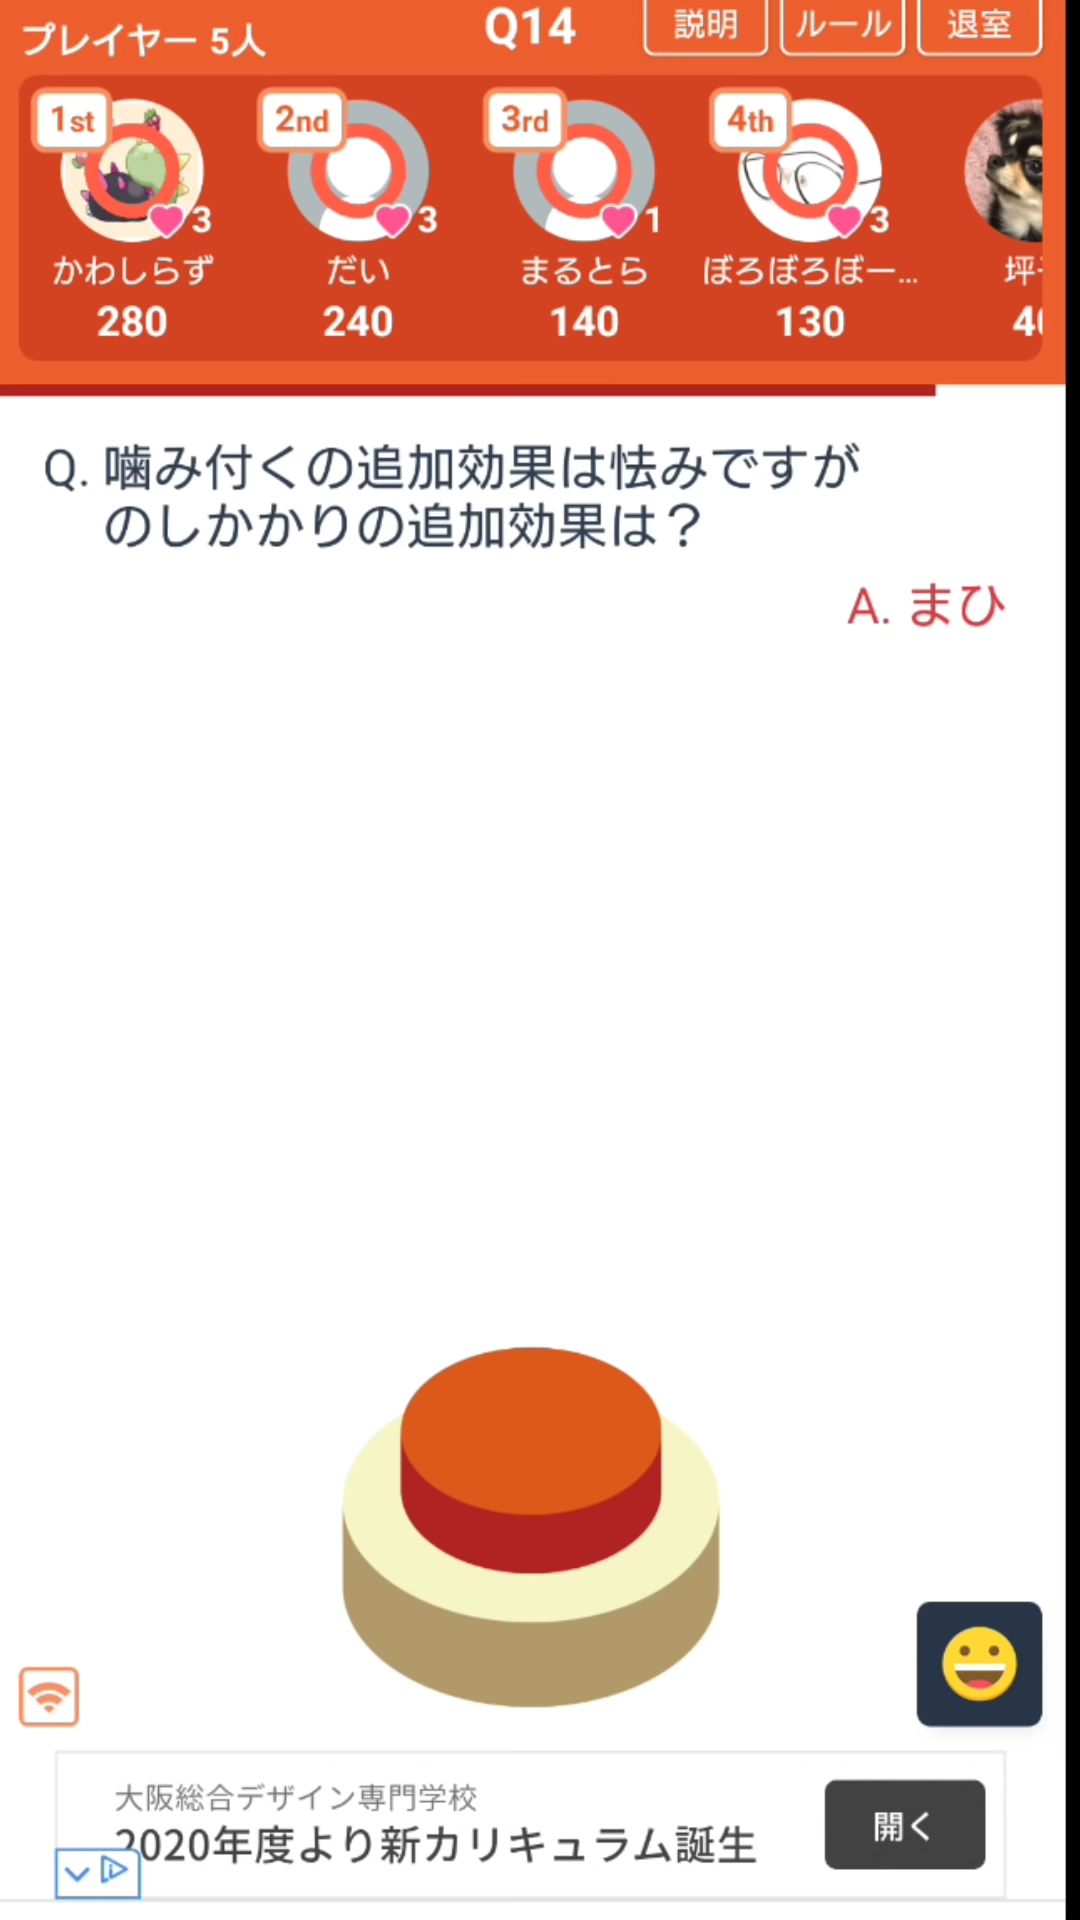 プレイヤー 5人
Q14
説明
ルール
退室
1st
2nd
3rd
4th
3
3
1
3
かわしらず
だい
まるとら
ぼろぼろぼー...
坪
280
240
140
130
Q. 噛み付くの追加効果は怯みですが
のしかかりの追加効果は？
A. まひ
大阪総合デザイン専門学校
2020年度より新カリキュラム誕生
開く